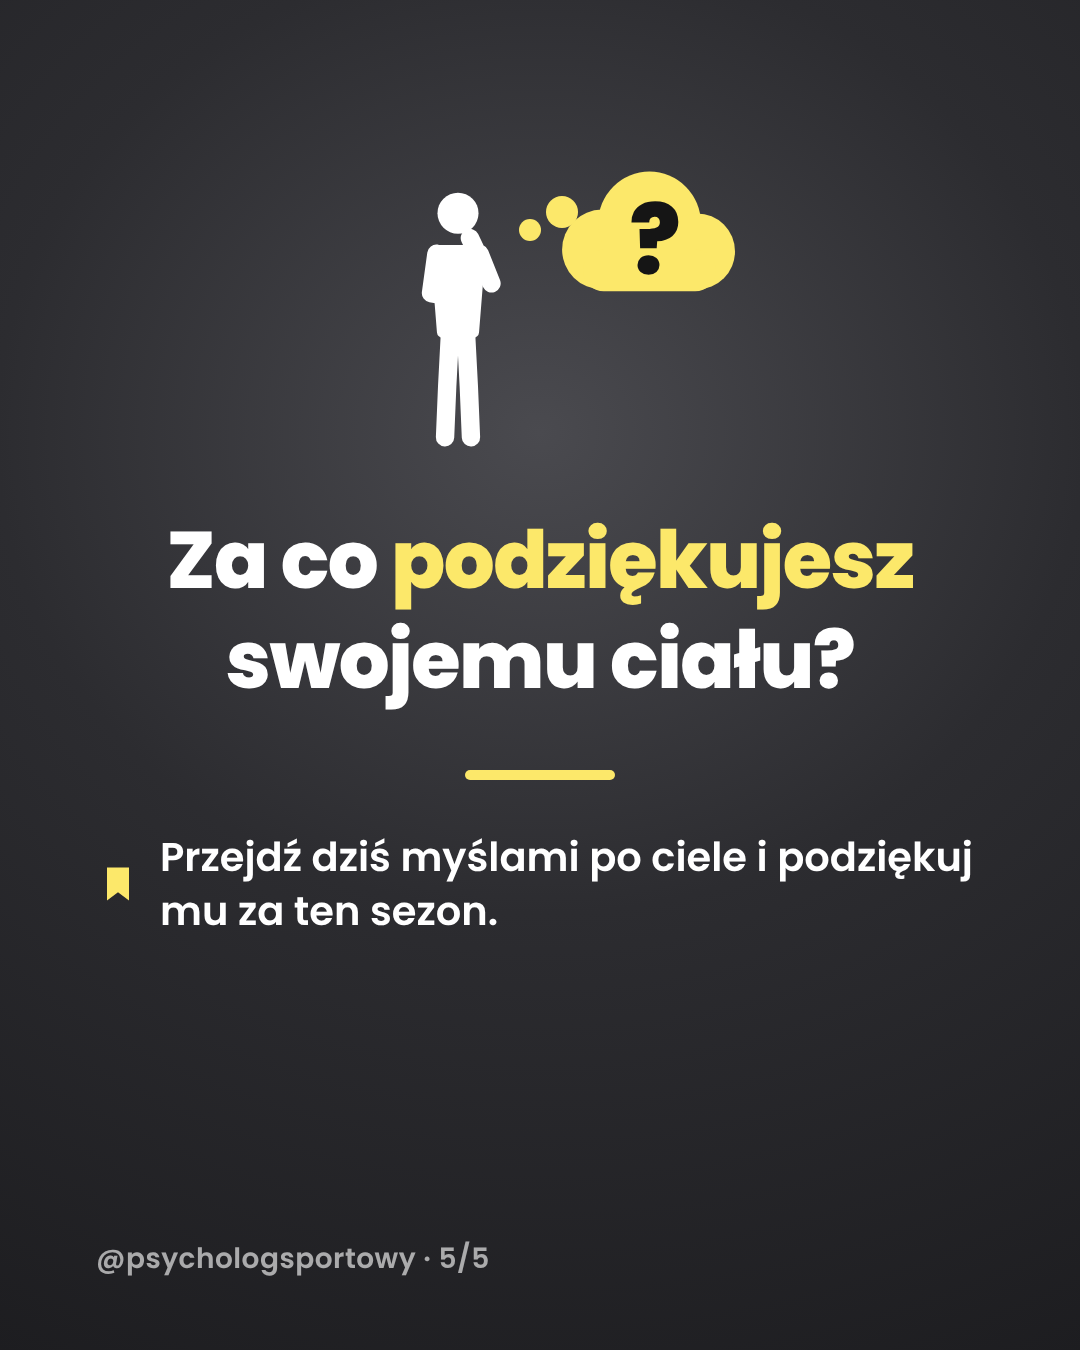 ?
Za co podziękujesz
swojemu ciału?
Przejdź dziś myślami po ciele i podziękuj
mu za ten sezon.
@psychologsportowy · 5/5